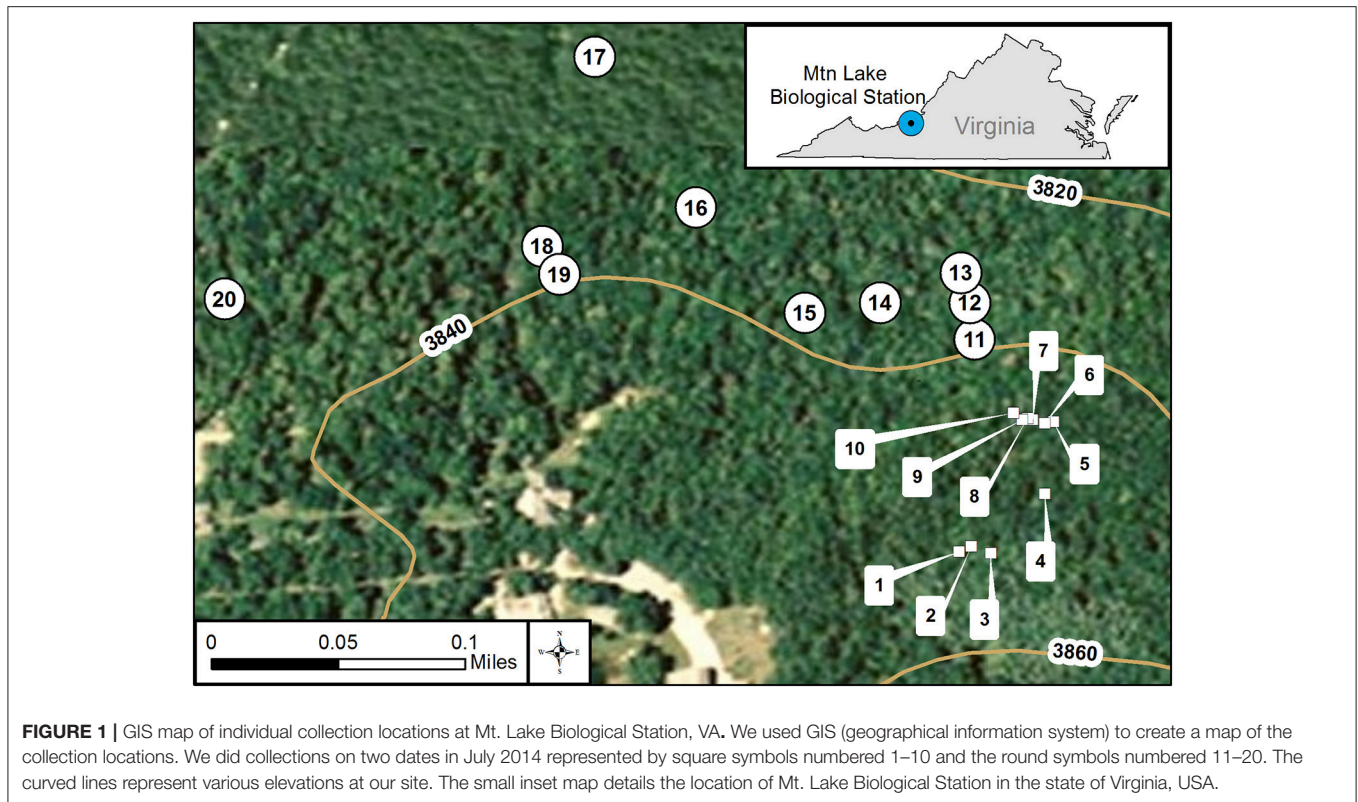 17
Mtn Lake
Biological Station
Virginia
3820
16
18
13
19
20
12
14
15
3840
11
7
6
10
5
9
8
4
1
2
3
0 0.05 0.1
Miles
N
W E
S
3860
FIGURE 1 | GIS map of individual collection locations at Mt. Lake Biological Station, VA. We used GIS (geographical information system) to create a map of the
collection locations. We did collections on two dates in July 2014 represented by square symbols numbered 1–10 and the round symbols numbered 11–20. The
curved lines represent various elevations at our site. The small inset map details the location of Mt. Lake Biological Station in the state of Virginia, USA.